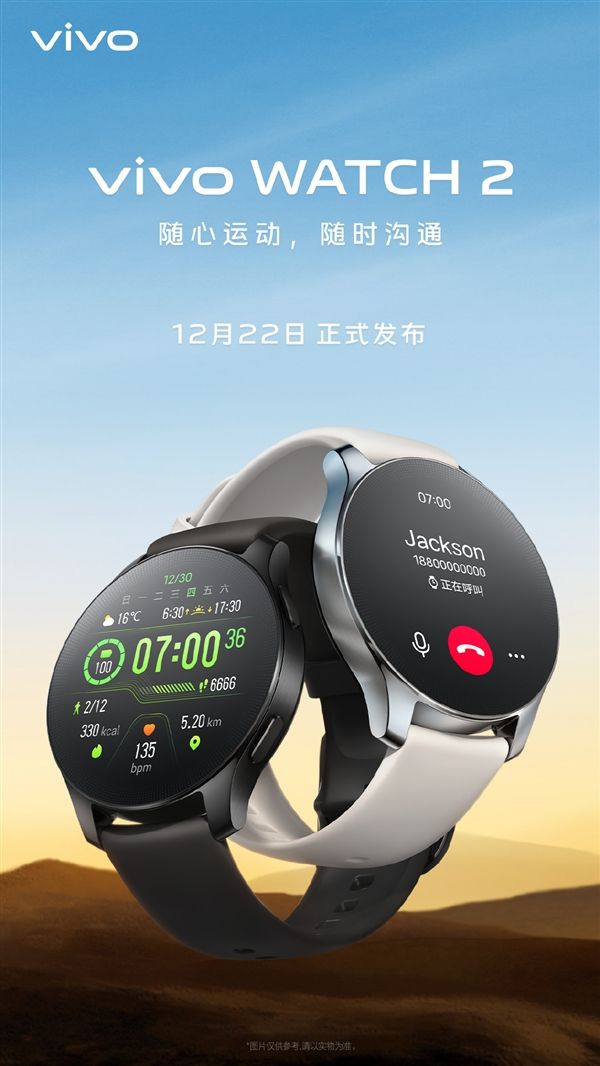 vivo
vivo WATCH 2
随心运动，随时沟通
12月22日 正式发布
07:00
Jackson
18800000000
正在呼叫
12/30
日 一 二 三 四 五 六
16℃ 6:30 17:30
100 07:00 36
6666
2/12
330 kcal 135 5.20 km
bpm
*图片仅供参考,请以实物为准。